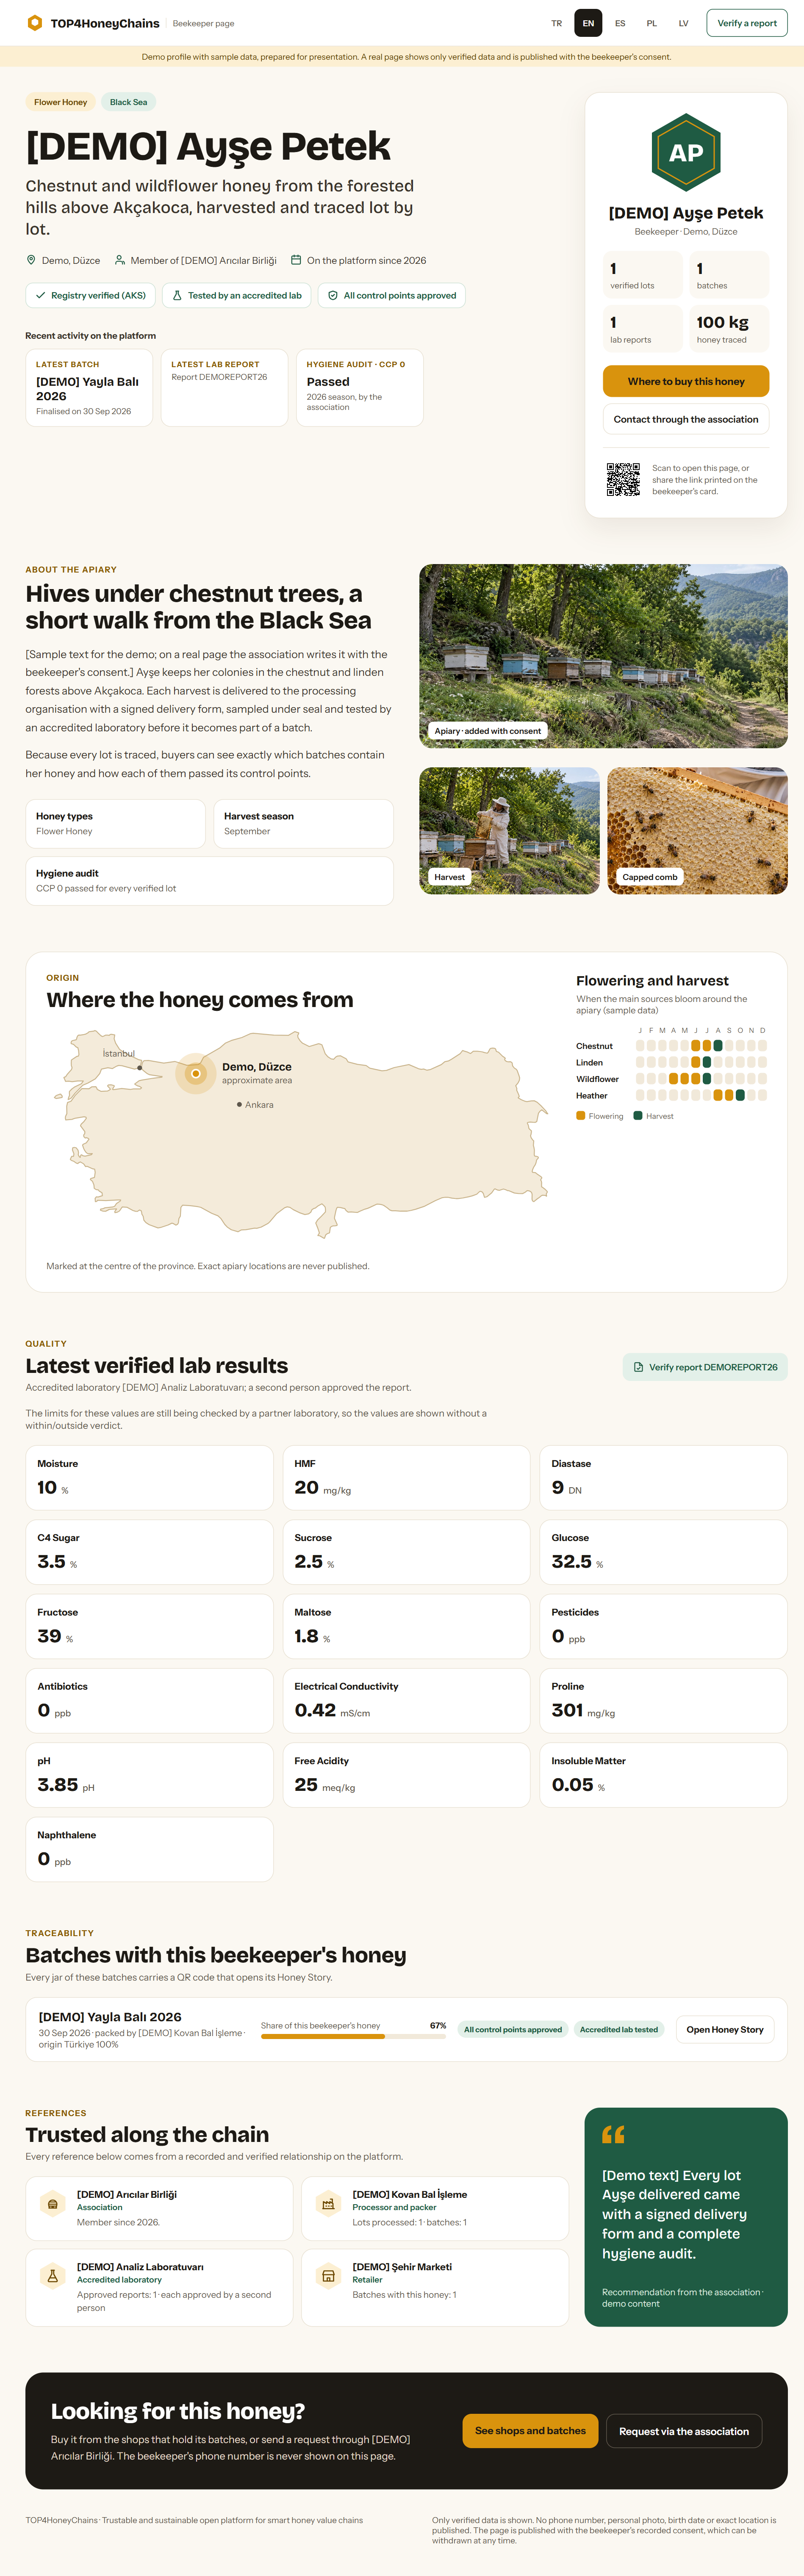 TOP4HoneyChains
Beekeeper page
TR
EN
ES
PL
LV
Verify a report
Demo profile with sample data, prepared for presentation. A real page shows only verified data and is published with the beekeeper's consent.
Flower Honey
Black Sea
[DEMO] Ayşe Petek
Chestnut and wildflower honey from the forested
hills above Akçakoca, harvested and traced lot by
lot.
Demo, Düzce
Member of [DEMO] Arıcılar Birliği
On the platform since 2026
Registry verified (AKS)
Tested by an accredited lab
All control points approved
Recent activity on the platform
LATEST BATCH
[DEMO] Yayla Balı
2026
Finalised on 30 Sep 2026
LATEST LAB REPORT
Report DEMOREPORT26
HYGIENE AUDIT · CCP 0
Passed
2026 season, by the
association
AP
[DEMO] Ayşe Petek
Beekeeper · Demo, Düzce
1
verified lots
1
batches
1
lab reports
100 kg
honey traced
Where to buy this honey
Contact through the association
Scan to open this page, or
share the link printed on the
beekeeper's card.
ABOUT THE APIARY
Hives under chestnut trees, a
short walk from the Black Sea
[Sample text for the demo; on a real page the association writes it with the
beekeeper's consent.] Ayşe keeps her colonies in the chestnut and linden
forests above Akçakoca. Each harvest is delivered to the processing
organisation with a signed delivery form, sampled under seal and tested by
an accredited laboratory before it becomes part of a batch.
Because every lot is traced, buyers can see exactly which batches contain
her honey and how each of them passed its control points.
Honey types
Flower Honey
Harvest season
September
Hygiene audit
CCP 0 passed for every verified lot
Apiary · added with consent
Harvest
Capped comb
ORIGIN
Where the honey comes from
İstanbul
Demo, Düzce
approximate area
Ankara
Marked at the centre of the province. Exact apiary locations are never published.
Flowering and harvest
When the main sources bloom around the
apiary (sample data)
J F M A M J J A S O N D
Chestnut
Linden
Wildflower
Heather
Flowering
Harvest
QUALITY
Latest verified lab results
Accredited laboratory [DEMO] Analiz Laboratuvarı; a second person approved the report.
Verify report DEMOREPORT26
The limits for these values are still being checked by a partner laboratory, so the values are shown without a
within/outside verdict.
Moisture
10 %
HMF
20 mg/kg
Diastase
9 DN
C4 Sugar
3.5 %
Sucrose
2.5 %
Glucose
32.5 %
Fructose
39 %
Maltose
1.8 %
Pesticides
0 ppb
Antibiotics
0 ppb
Electrical Conductivity
0.42 mS/cm
Proline
301 mg/kg
pH
3.85 pH
Free Acidity
25 meq/kg
Insoluble Matter
0.05 %
Naphthalene
0 ppb
TRACEABILITY
Batches with this beekeeper's honey
Every jar of these batches carries a QR code that opens its Honey Story.
[DEMO] Yayla Balı 2026
30 Sep 2026 · packed by [DEMO] Kovan Bal İşleme ·
origin Türkiye 100%
Share of this beekeeper's honey
67%
All control points approved
Accredited lab tested
Open Honey Story
REFERENCES
Trusted along the chain
Every reference below comes from a recorded and verified relationship on the platform.
[DEMO] Arıcılar Birliği
Association
Member since 2026.
[DEMO] Kovan Bal İşleme
Processor and packer
Lots processed: 1 · batches: 1
[DEMO] Analiz Laboratuvarı
Accredited laboratory
Approved reports: 1 · each approved by a second
person
[DEMO] Şehir Marketi
Retailer
Batches with this honey: 1
[Demo text] Every lot
Ayşe delivered came
with a signed delivery
form and a complete
hygiene audit.
Recommendation from the association ·
demo content
Looking for this honey?
Buy it from the shops that hold its batches, or send a request through [DEMO]
Arıcılar Birliği. The beekeeper's phone number is never shown on this page.
See shops and batches
Request via the association
TOP4HoneyChains · Trustable and sustainable open platform for smart honey value chains
Only verified data is shown. No phone number, personal photo, birth date or exact location is
published. The page is published with the beekeeper's recorded consent, which can be
withdrawn at any time.